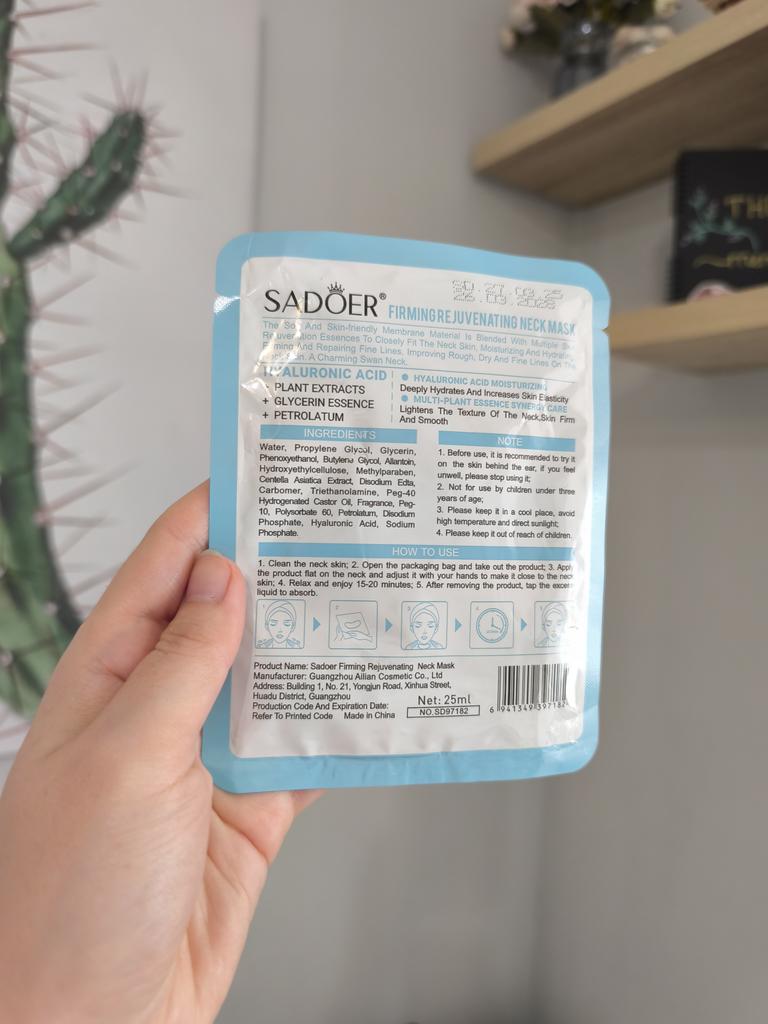 SADOER®
SD.27.03.25
26.03.2028
FIRMING REJUVENATING NECK MASK
The Soft And Skin-friendly Membrane Material Is Blended With Multiple Skin
Rejuvenation Essences To Closely Fit The Neck Skin, Moisturizing And Hydrating,
Firming And Repairing Fine Lines, Improving Rough, Dry And Fine Lines On The
Neck Skin. A Charming Swan Neck.
HYALURONIC ACID
+ PLANT EXTRACTS
+ GLYCERIN ESSENCE
+ PETROLATUM
HYALURONIC ACID MOISTURIZING
Deeply Hydrates And Increases Skin Elasticity
MULTI-PLANT ESSENCE SYNERGY CARE
Lightens The Texture Of The Neck,Skin Firm
And Smooth
INGREDIENTS
Water, Propylene Glycol, Glycerin,
Phenoxyethanol, Butylene Glycol, Allantoin,
Hydroxyethylcellulose, Methylparaben,
Centella Asiatica Extract, Disodium Edta,
Carbomer, Triethanolamine, Peg-40
Hydrogenated Castor Oil, Fragrance, Peg-
10, Polysorbate 60, Petrolatum, Disodium
Phosphate, Hyaluronic Acid, Sodium
Phosphate.
NOTE
1. Before use, it is recommended to try it
on the skin behind the ear, if you feel
unwell, please stop using it;
2. Not for use by children under three
years of age;
3. Please keep it in a cool place, avoid
high temperature and direct sunlight;
4. Please keep it out of reach of children.
HOW TO USE
1. Clean the neck skin; 2. Open the packaging bag and take out the product; 3. Apply
the product flat on the neck and adjust it with your hands to make it close to the neck
skin; 4. Relax and enjoy 15-20 minutes; 5. After removing the product, tap the excess
liquid to absorb.
1 2 3 4 5
Product Name: Sadoer Firming Rejuvenating Neck Mask
Manufacturer: Guangzhou Ailian Cosmetic Co., Ltd
Address: Building 1, No. 21, Yongjun Road, Xinhua Street,
Huadu District, Guangzhou
Production Code And Expiration Date:
Refer To Printed Code Made in China
Net: 25ml
NO.SD97182
6 941349 397182